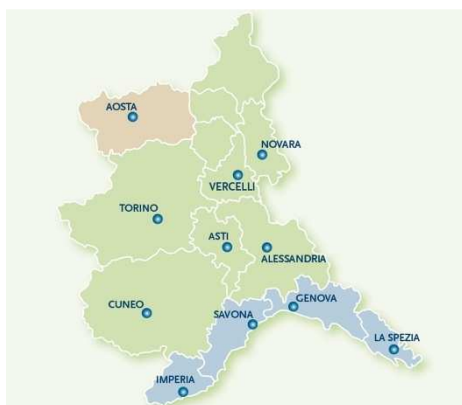 AOSTA
NOVARA
VERCELLI
TORINO
ASTI
ALESSANDRIA
GENOVA
CUNEO
SAVONA
LA SPEZIA
IMPERIA